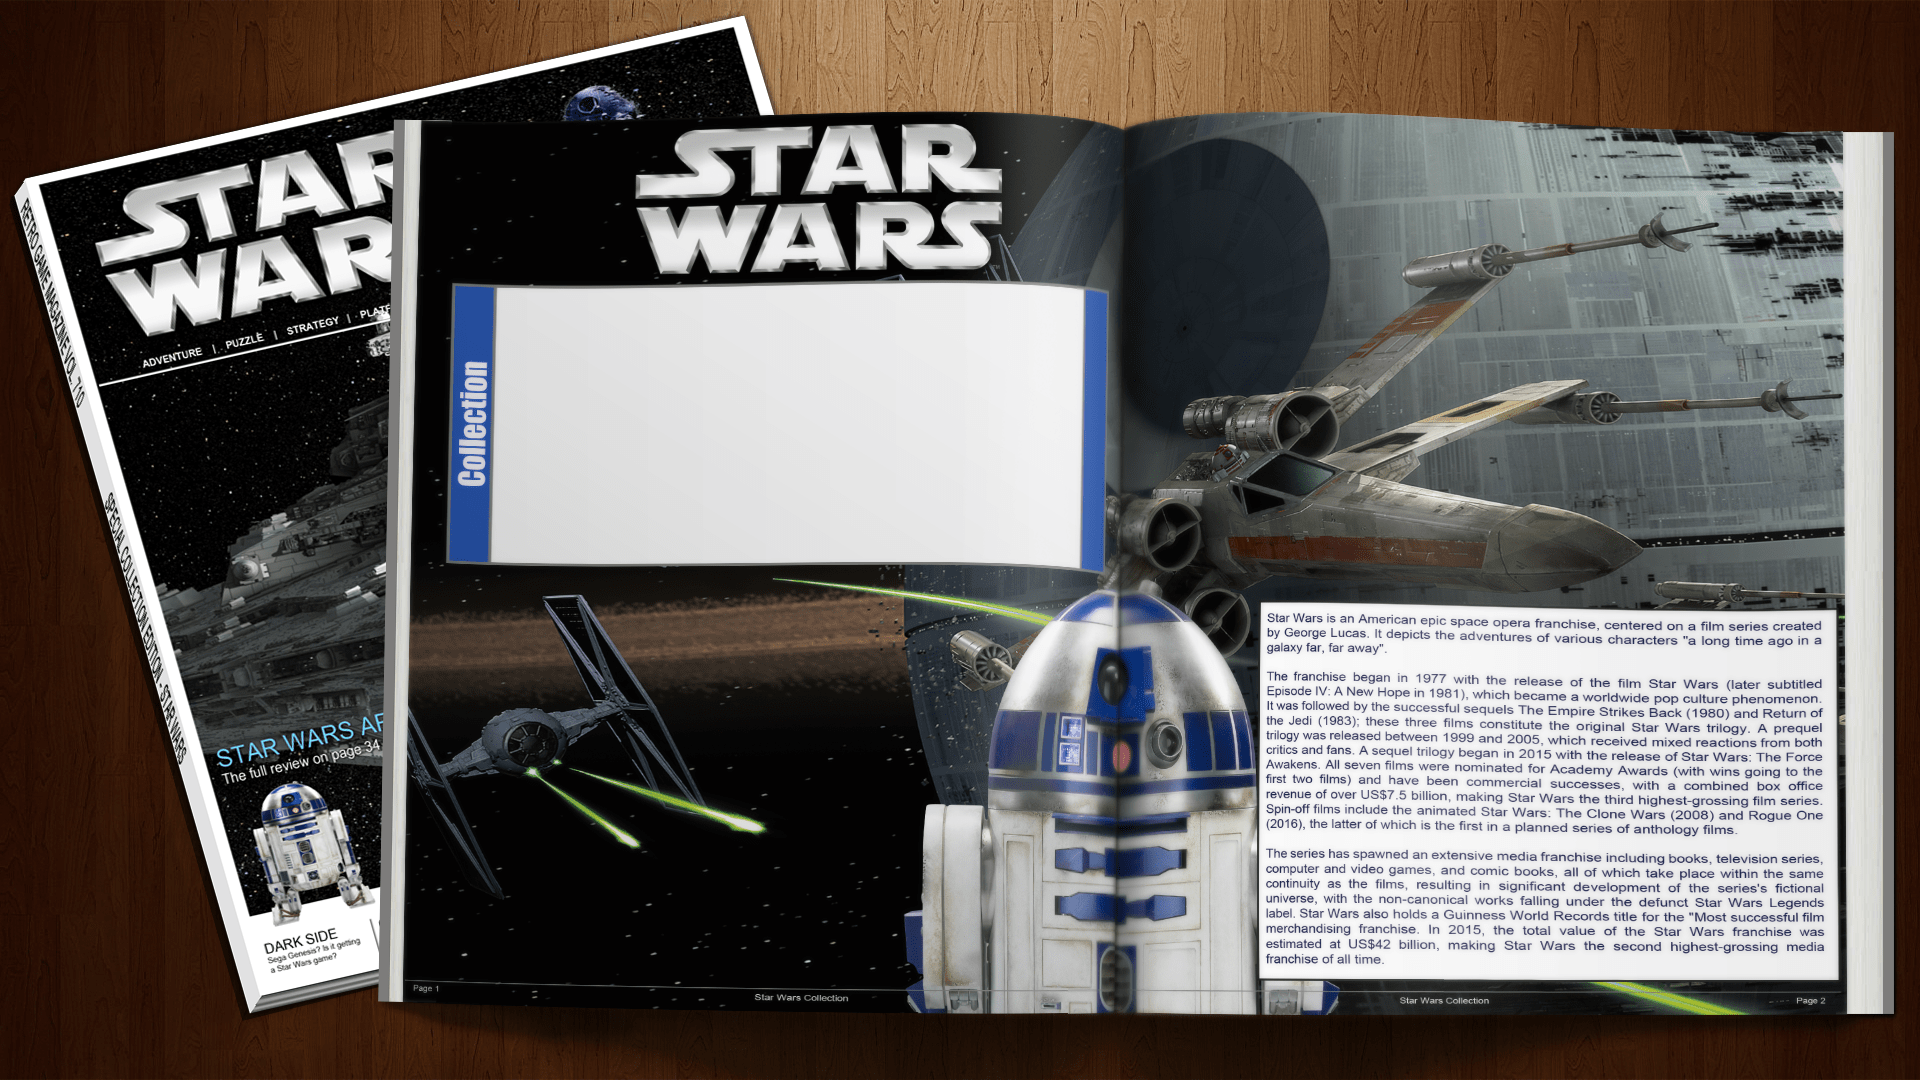 STAR
WAR
ADVENTURE | PUZZLE | STRATEGY | PLATF
RETRO GAME MAGAZINE VOL. 710
SPECIAL COLLECTION EDITION - STAR WARS
STAR WARS AR
The full review on page 34
DARK SIDE
Sega Genesis? Is it getting
a Star Wars game?
STAR
WARS
Collection
Page 1
Star Wars Collection
Star Wars is an American epic space opera franchise, centered on a film series created
by George Lucas. It depicts the adventures of various characters "a long time ago in a
galaxy far, far away".
The franchise began in 1977 with the release of the film Star Wars (later subtitled
Episode IV: A New Hope in 1981), which became a worldwide pop culture phenomenon.
It was followed by the successful sequels The Empire Strikes Back (1980) and Return of
the Jedi (1983); these three films constitute the original Star Wars trilogy. A prequel
trilogy was released between 1999 and 2005, which received mixed reactions from both
critics and fans. A sequel trilogy began in 2015 with the release of Star Wars: The Force
Awakens. All seven films were nominated for Academy Awards (with wins going to the
first two films) and have been commercial successes, with a combined box office
revenue of over US$7.5 billion, making Star Wars the third highest-grossing film series.
Spin-off films include the animated Star Wars: The Clone Wars (2008) and Rogue One
(2016), the latter of which is the first in a planned series of anthology films.
The series has spawned an extensive media franchise including books, television series,
computer and video games, and comic books, all of which take place within the same
continuity as the films, resulting in significant development of the series's fictional
universe, with the non-canonical works falling under the defunct Star Wars Legends
label. Star Wars also holds a Guinness World Records title for the "Most successful film
merchandising franchise. In 2015, the total value of the Star Wars franchise was
estimated at US$42 billion, making Star Wars the second highest-grossing media
franchise of all time.
Star Wars Collection
Page 2